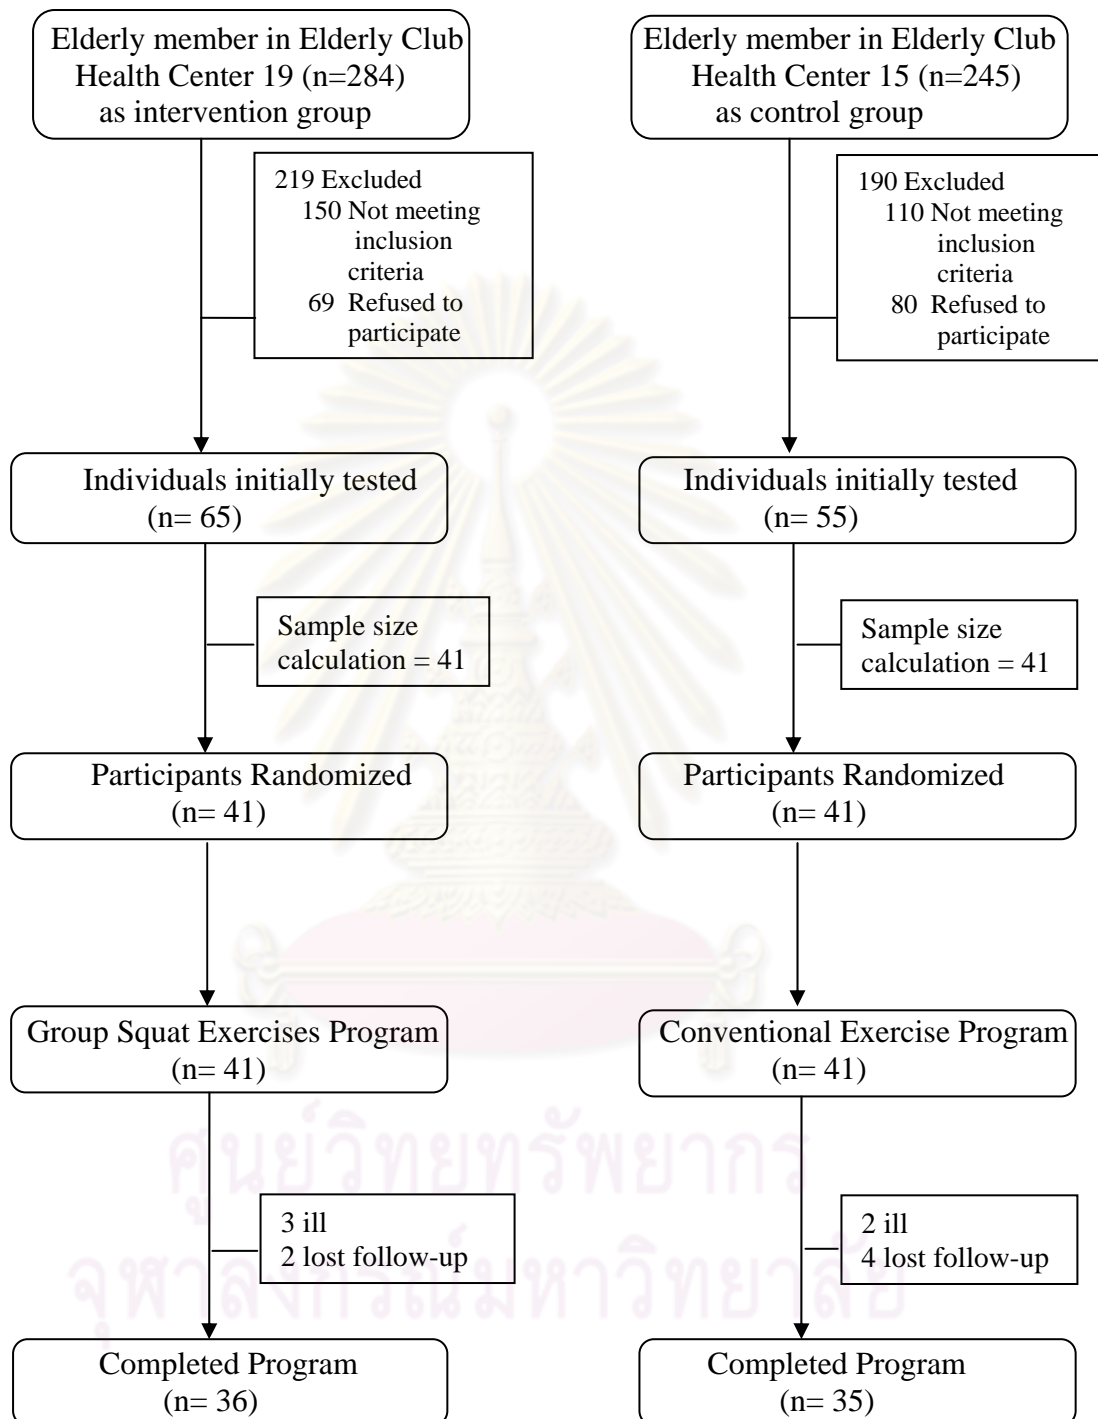 Elderly member in Elderly Club
Health Center 19 (n=284)
as intervention group
Elderly member in Elderly Club
Health Center 15 (n=245)
as control group
219 Excluded
150 Not meeting
inclusion
criteria
69 Refused to
participate
190 Excluded
110 Not meeting
inclusion
criteria
80 Refused to
participate
Individuals initially tested
(n= 65)
Individuals initially tested
(n= 55)
Sample size
calculation = 41
Sample size
calculation = 41
Participants Randomized
(n= 41)
Participants Randomized
(n= 41)
Group Squat Exercises Program
(n= 41)
Conventional Exercise Program
(n= 41)
3 ill
2 lost follow-up
2 ill
4 lost follow-up
Completed Program
(n= 36)
Completed Program
(n= 35)
ศูนย์วิทยทรัพยากร
จุฬาลงกรณ์มหาวิทยาลัย